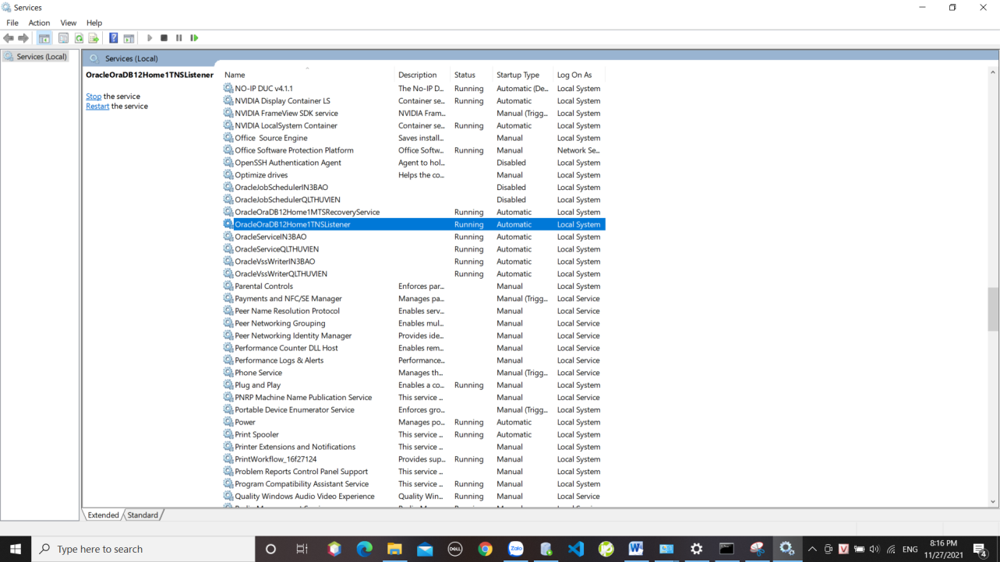 Services
File Action View Help
Services (Local)
Services (Local)
OracleOraDB12Home1TNSListener
Stop the service
Restart the service
Name Description Status Startup Type Log On As
NO-IP DUC v4.1.1 The No-IP D... Running Automatic (De... Local System
NVIDIA Display Container LS Container se... Running Automatic Local System
NVIDIA FrameView SDK service NVIDIA Fram... Manual (Trigg... Local System
NVIDIA LocalSystem Container Container se... Running Automatic Local System
Office Source Engine Saves install... Manual Local System
Office Software Protection Platform Office Softw... Running Manual Network Se...
OpenSSH Authentication Agent Agent to hol... Disabled Local System
Optimize drives Helps the co... Manual Local System
OracleJobSchedulerIN3BAO Disabled Local System
OracleJobSchedulerQLTHUVIEN Disabled Local System
OracleOraDB12Home1MTSRecoveryService Running Automatic Local System
OracleOraDB12Home1TNSListener Running Automatic Local System
OracleServiceIN3BAO Running Automatic Local System
OracleServiceQLTHUVIEN Running Automatic Local System
OracleVssWriterIN3BAO Running Automatic Local System
OracleVssWriterQLTHUVIEN Running Automatic Local System
Parental Controls Enforces par... Manual Local System
Payments and NFC/SE Manager Manages pa... Manual (Trigg... Local Service
Peer Name Resolution Protocol Enables serv... Manual Local Service
Peer Networking Grouping Enables mul... Manual Local Service
Peer Networking Identity Manager Provides ide... Manual Local Service
Performance Counter DLL Host Enables rem... Manual Local Service
Performance Logs & Alerts Performance... Manual Local Service
Phone Service Manages th... Manual (Trigg... Local Service
Plug and Play Enables a co... Running Manual Local System
PNRP Machine Name Publication Service This service ... Manual Local Service
Portable Device Enumerator Service Enforces gro... Manual (Trigg... Local System
Power Manages po... Running Automatic Local System
Print Spooler This service ... Running Automatic Local System
Printer Extensions and Notifications This service ... Manual Local System
PrintWorkflow_16f27124 Provides sup... Running Manual Local System
Problem Reports Control Panel Support This service ... Manual Local System
Program Compatibility Assistant Service This service ... Running Manual Local System
Quality Windows Audio Video Experience Quality Win... Running Manual Local Service
Extended Standard
Type here to search
DELL
Zalo
ENG
8:16 PM
11/27/2021
4